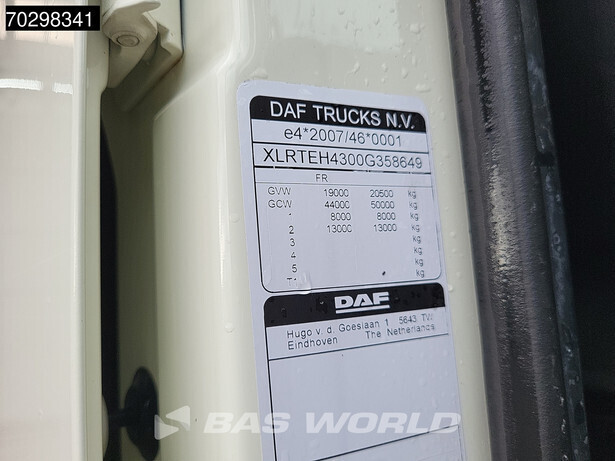 70298341
DAF TRUCKS N.V.
e4*2007/46*0001
XLRTEH4300G358649
FR
GVW 19000 20500 kg
GCW 44000 50000 kg
1 8000 8000 kg
2 13000 13000 kg
3 kg
4 kg
5 kg
kg
DAF
Hugo v. d. Goeslaan 1 5643 TW
Eindhoven The Netherlands
BAS WORLD